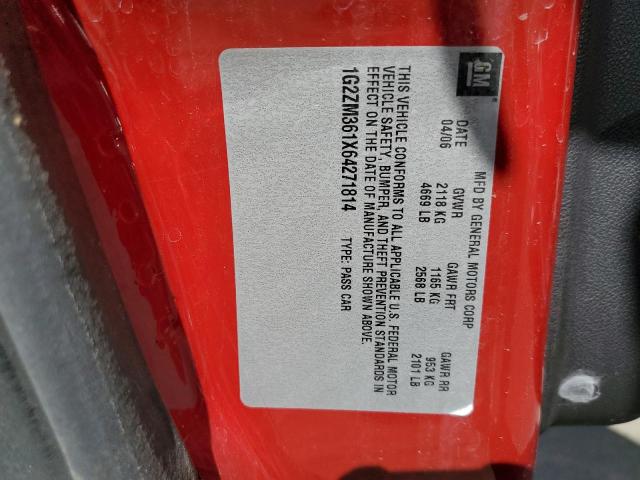 GM
MFD BY GENERAL MOTORS CORP
DATE GVWR GAWR FRT GAWR RR
04/06 2118 KG 1165 KG 953 KG
4669 LB 2568 LB 2101 LB
THIS VEHICLE CONFORMS TO ALL APPLICABLE U.S. FEDERAL MOTOR
VEHICLE SAFETY, BUMPER, AND THEFT PREVENTION STANDARDS IN
EFFECT ON THE DATE OF MANUFACTURE SHOWN ABOVE.
1G2ZM361X64271814 TYPE: PASS CAR